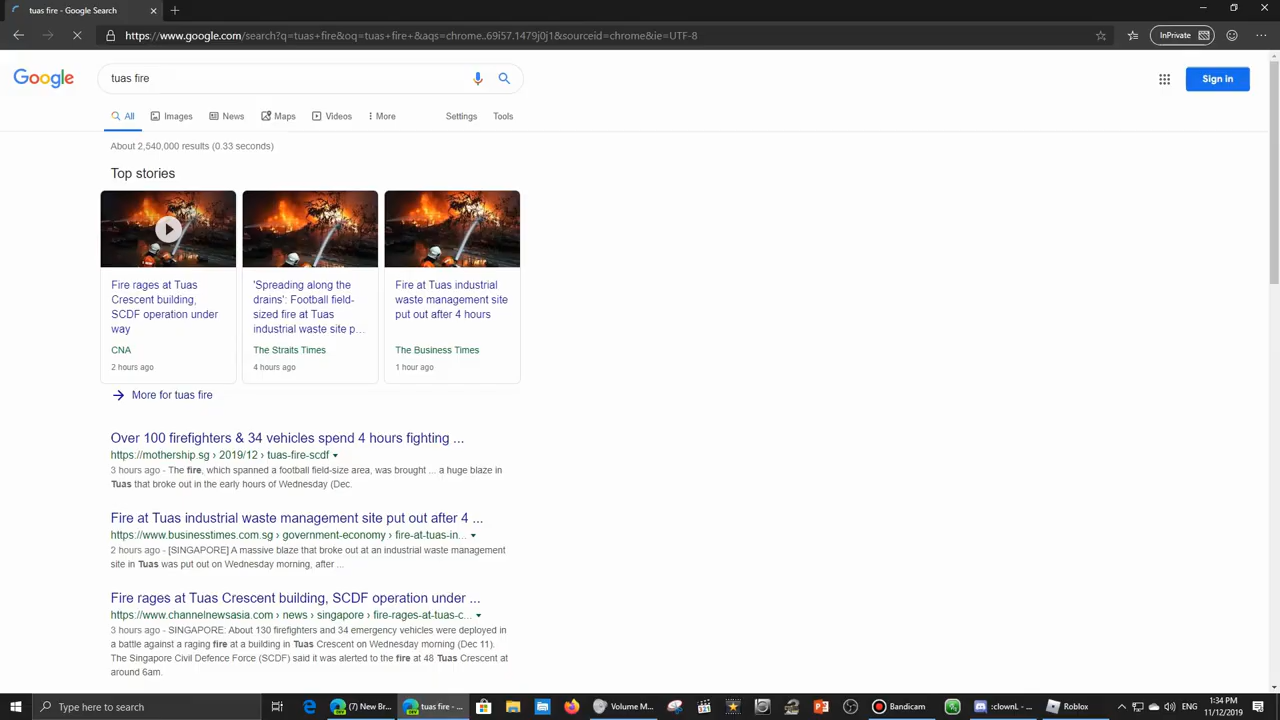 tuas fire - Google Search
https://www.google.com/search?q=tuas+fire&oq=tuas+fire+&aqs=chrome..69i57.1479j0j1&sourceid=chrome&ie=UTF-8
InPrivate
Google
tuas fire
Sign in
All Images News Maps Videos More Settings Tools
About 2,540,000 results (0.33 seconds)
Top stories
Fire rages at Tuas
Crescent building,
SCDF operation under
way
CNA
2 hours ago
'Spreading along the
drains': Football field-
sized fire at Tuas
industrial waste site p…
The Straits Times
4 hours ago
Fire at Tuas industrial
waste management site
put out after 4 hours
The Business Times
1 hour ago
More for tuas fire
Over 100 firefighters & 34 vehicles spend 4 hours fighting ...
https://mothership.sg › 2019/12 › tuas-fire-scdf
3 hours ago - The fire, which spanned a football field-size area, was brought ... a huge blaze in
Tuas that broke out in the early hours of Wednesday (Dec.
Fire at Tuas industrial waste management site put out after 4 ...
https://www.businesstimes.com.sg › government-economy › fire-at-tuas-in...
2 hours ago - [SINGAPORE] A massive blaze that broke out at an industrial waste management
site in Tuas was put out on Wednesday morning, after ...
Fire rages at Tuas Crescent building, SCDF operation under ...
https://www.channelnewsasia.com › news › singapore › fire-rages-at-tuas-c...
3 hours ago - SINGAPORE: About 130 firefighters and 34 emergency vehicles were deployed in
a battle against a raging fire at a building in Tuas Crescent on Wednesday morning (Dec 11).
The Singapore Civil Defence Force (SCDF) said it was alerted to the fire at 48 Tuas Crescent at
around 6am.
Type here to search
(7) New Br...
tuas fire - ...
Volume M...
Bandicam
:clownL - ...
Roblox
ENG
1:34 PM
11/12/2019